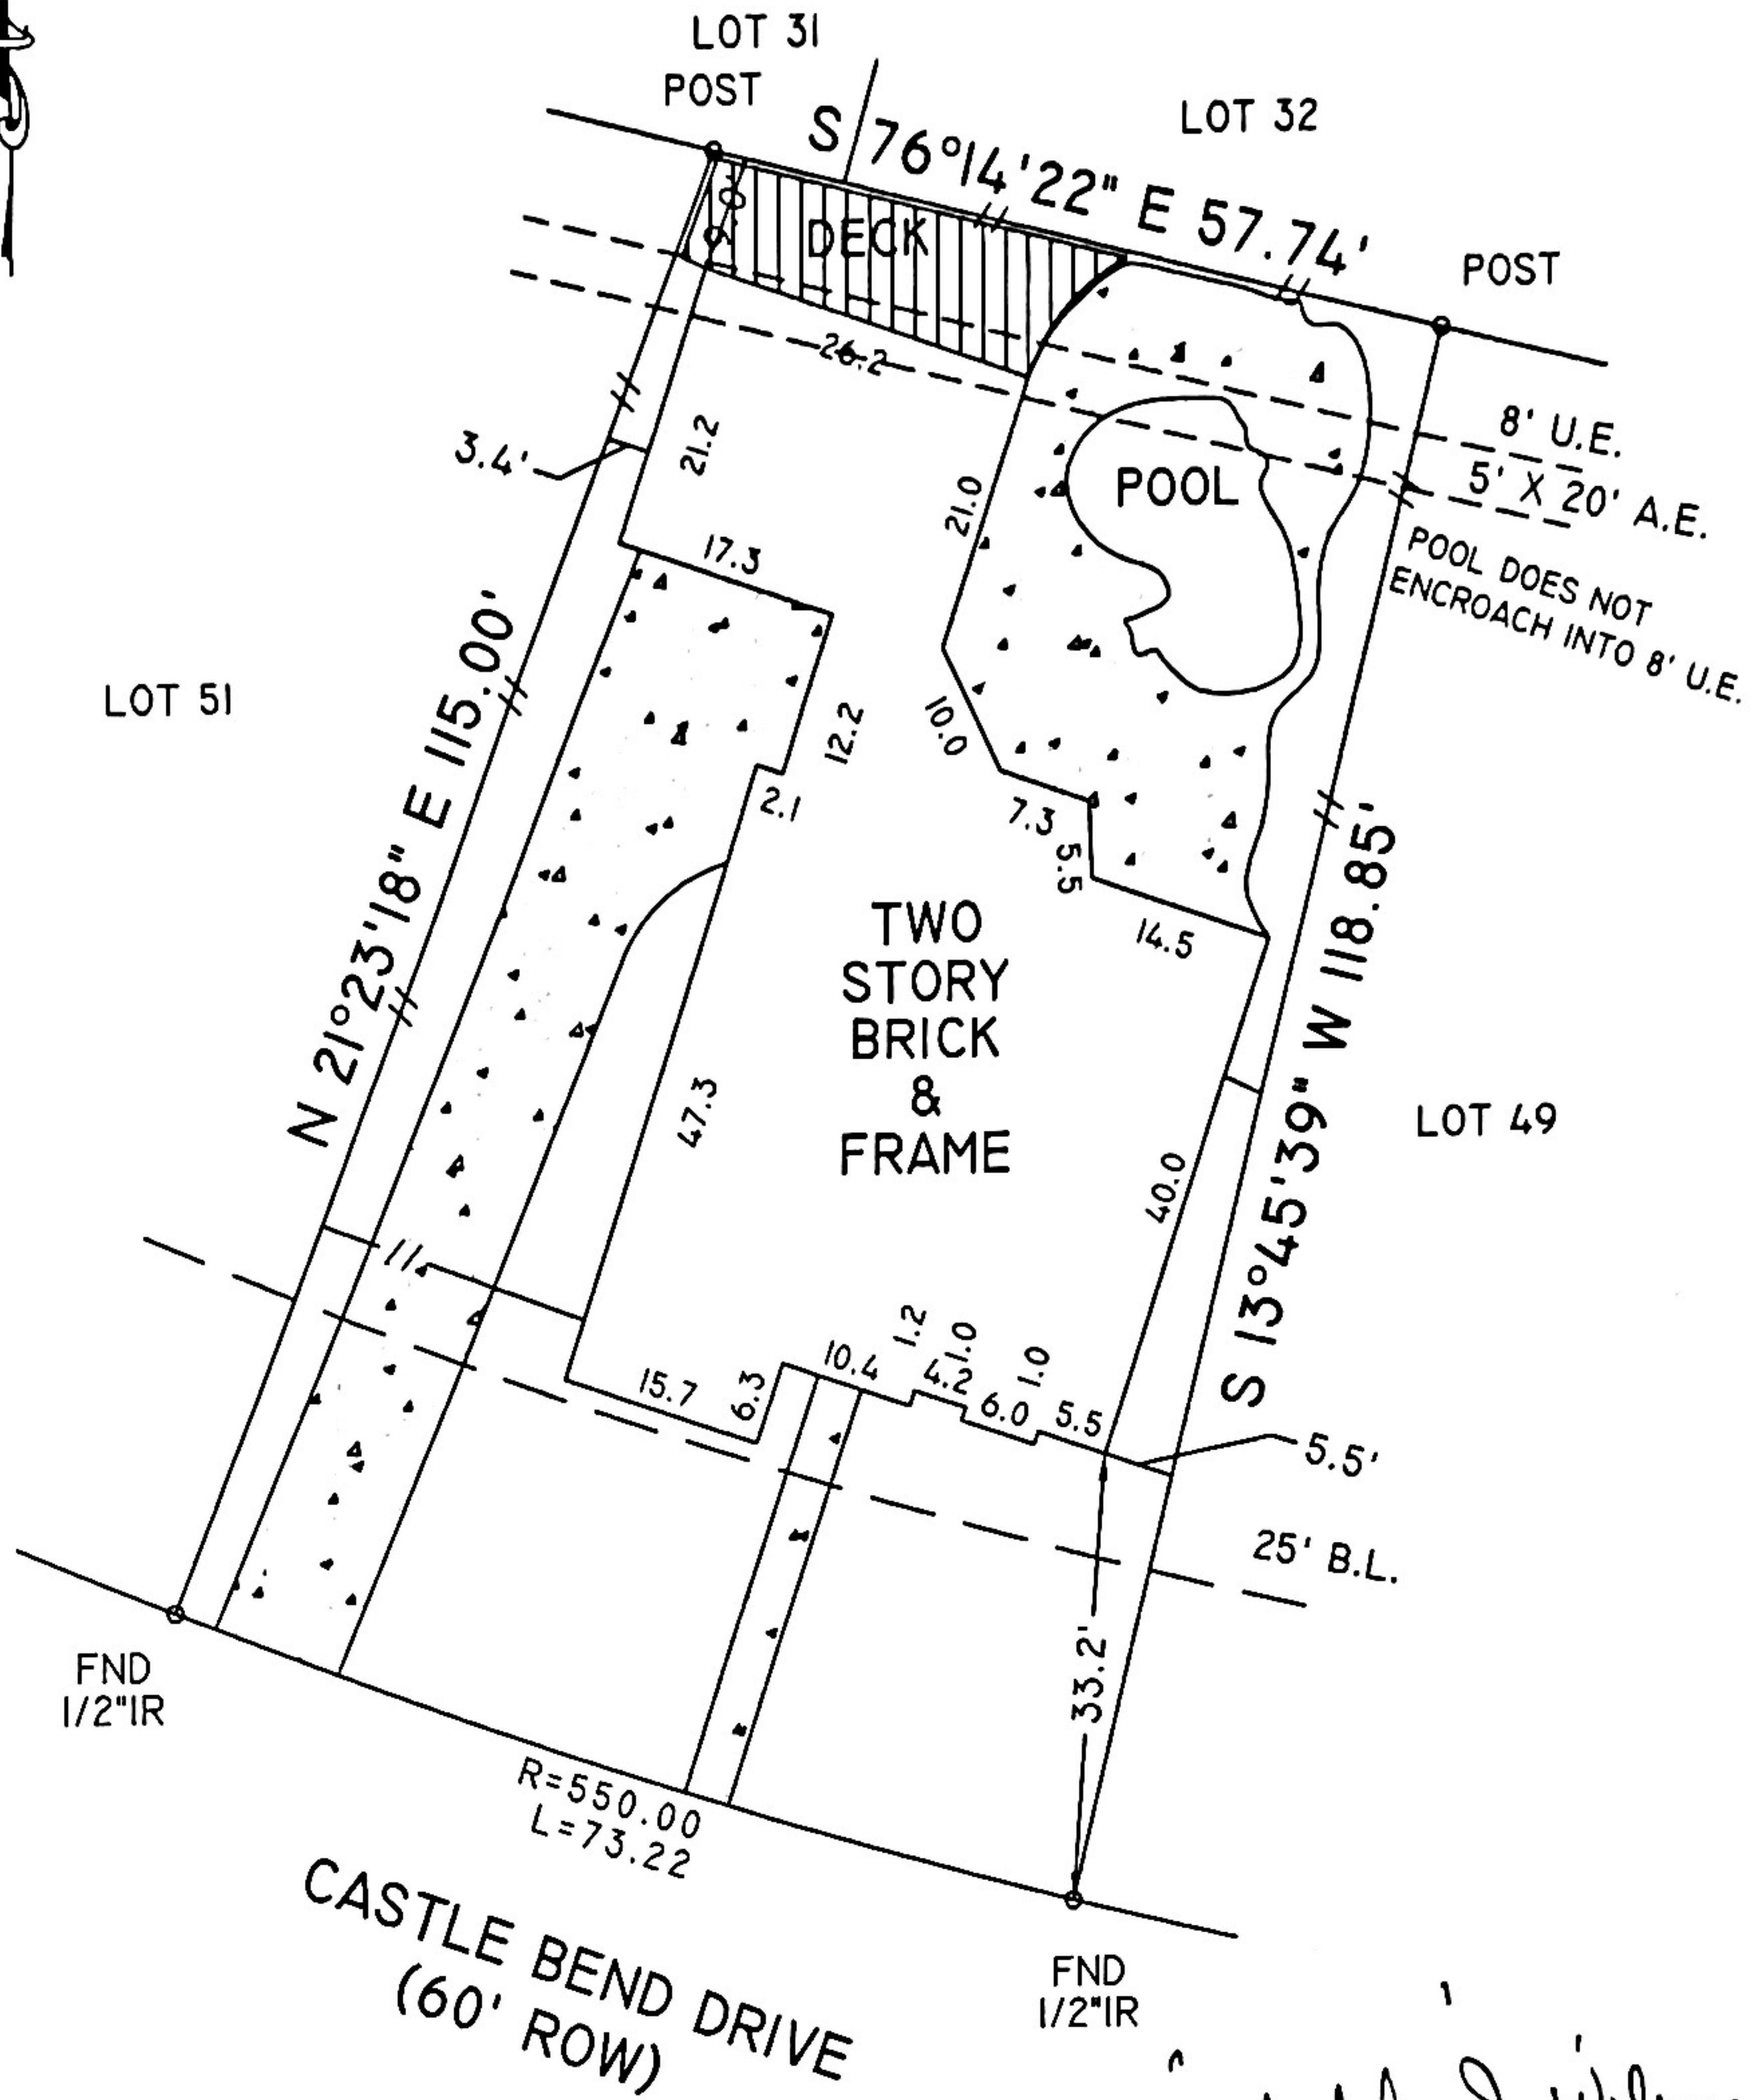 LOT 31
POST
LOT 32
S 76°14'22" E 57.74'
POST
DECK
26.2
8' U.E.
5' X 20' A.E.
POOL DOES NOT
ENCROACH INTO 8' U.E.
3.4'
21.2
21.0
POOL
17.3
LOT 51
N 21°23'18" E 115.00'
12.2
2.1
10.0
7.3
5.5
14.5
TWO
STORY
BRICK
&
FRAME
47.3
40.0
S 13°45'39" W 118.85'
LOT 49
15.7
6.3
10.4
1.2
4.2
1.0
6.0
1.0
5.5
5.5'
25' B.L.
33.2'
FND
1/2"IR
R=550.00
L=73.22
CASTLE BEND DRIVE
(60' ROW)
FND
1/2"IR